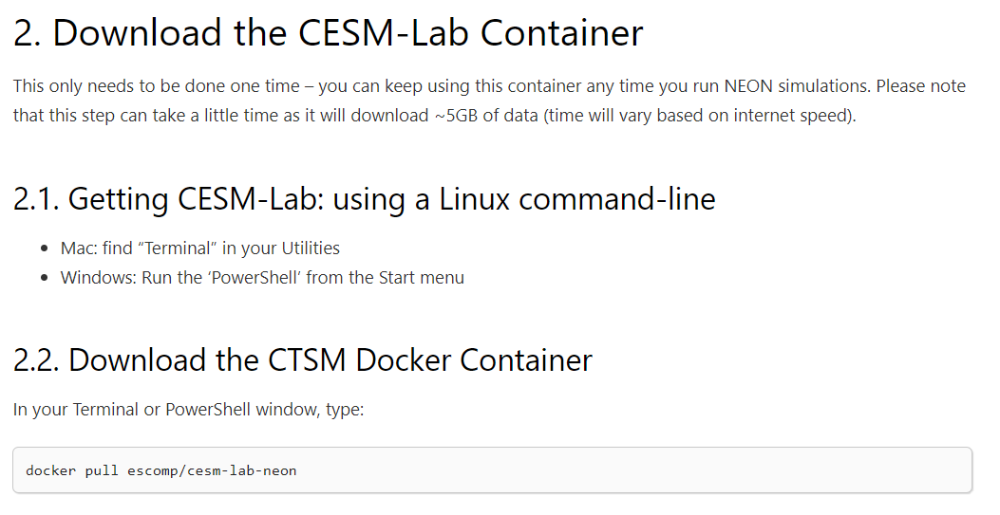 2. Download the CESM-Lab Container
This only needs to be done one time – you can keep using this container any time you run NEON simulations. Please note
that this step can take a little time as it will download ~5GB of data (time will vary based on internet speed).
2.1. Getting CESM-Lab: using a Linux command-line
• Mac: find “Terminal” in your Utilities
• Windows: Run the ‘PowerShell’ from the Start menu
2.2. Download the CTSM Docker Container
In your Terminal or PowerShell window, type:
docker pull escomp/cesm-lab-neon